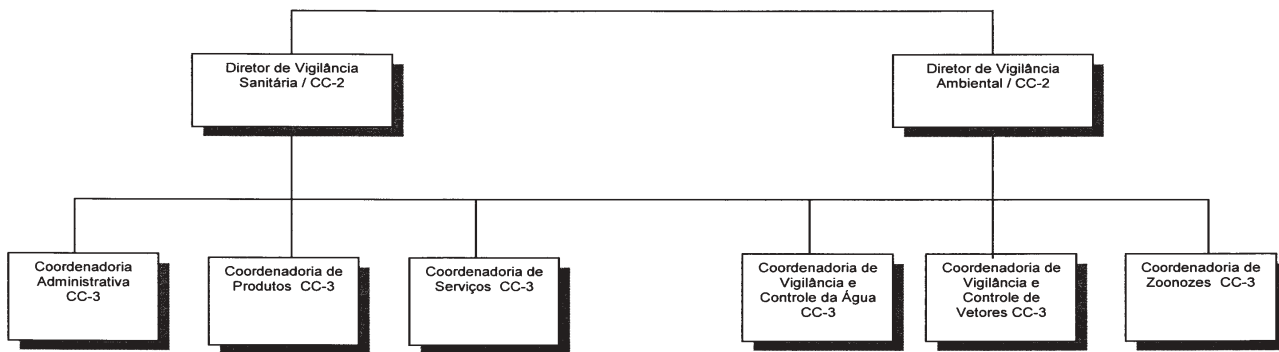 Diretor de Vigilância
Sanitária / CC-2
Diretor de Vigilância
Ambiental / CC-2
Coordenadoria
Administrativa
CC-3
Coordenadoria de
Produtos CC-3
Coordenadoria de
Serviços CC-3
Coordenadoria de
Vigilância e
Controle da Água
CC-3
Coordenadoria de
Vigilância e
Controle de
Vetores CC-3
Coordenadoria de
Zoonozes CC-3